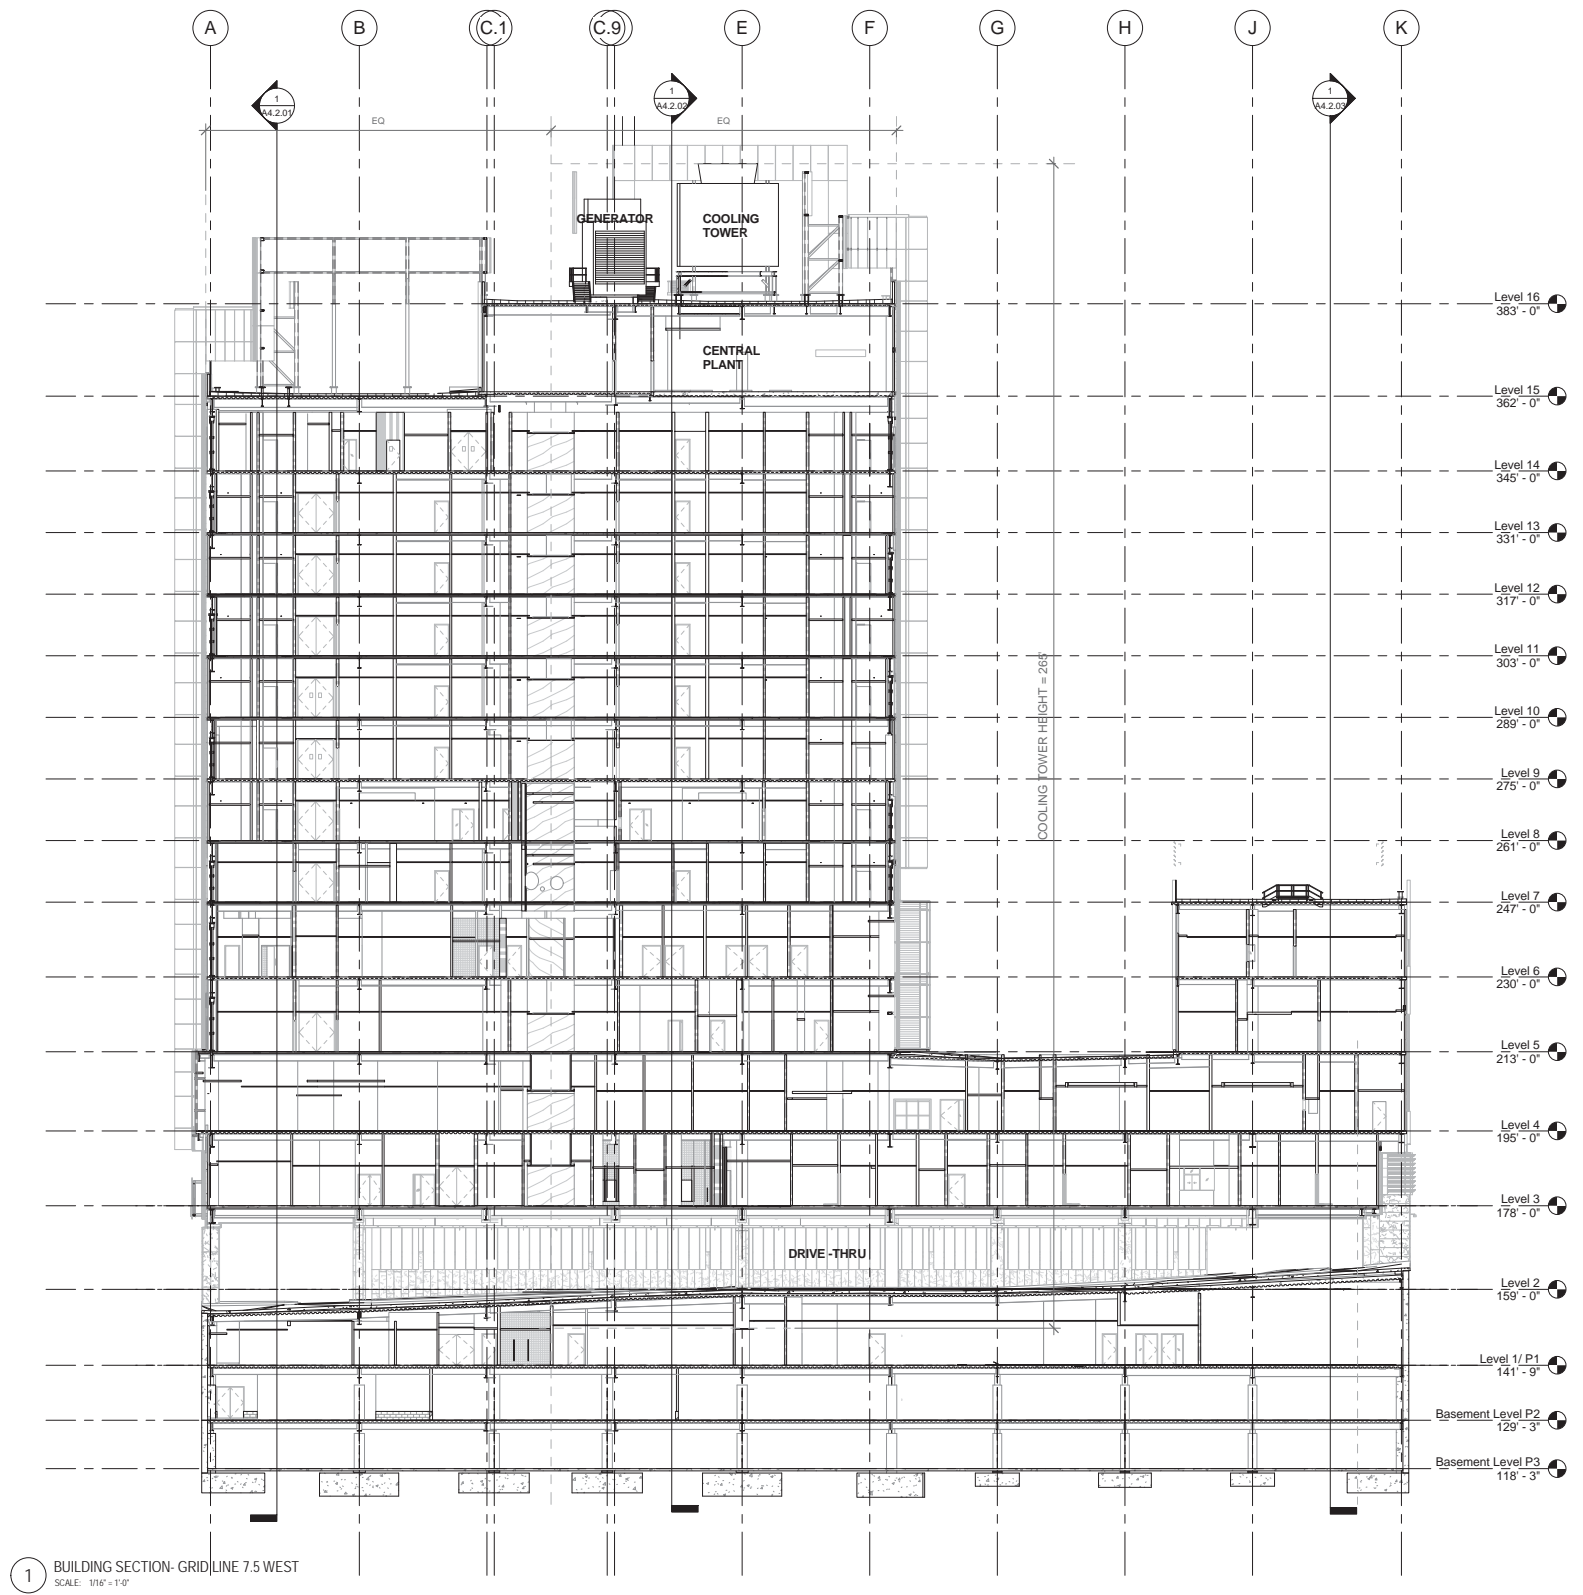 A
B
C.1
C.9
E
F
G
H
J
K
1
A4.2.01
1
A4.2.02
1
A4.2.03
EQ
EQ
GENERATOR
COOLING
TOWER
CENTRAL
PLANT
COOLING TOWER HEIGHT = 265'
DRIVE -THRU
Level 16
383' - 0"
Level 15
362' - 0"
Level 14
345' - 0"
Level 13
331' - 0"
Level 12
317' - 0"
Level 11
303' - 0"
Level 10
289' - 0"
Level 9
275' - 0"
Level 8
261' - 0"
Level 7
247' - 0"
Level 6
230' - 0"
Level 5
213' - 0"
Level 4
195' - 0"
Level 3
178' - 0"
Level 2
159' - 0"
Level 1/ P1
141' - 9"
Basement Level P2
129' - 3"
Basement Level P3
118' - 3"
1
BUILDING SECTION- GRID LINE 7.5 WEST
SCALE: 1/16" = 1'-0"